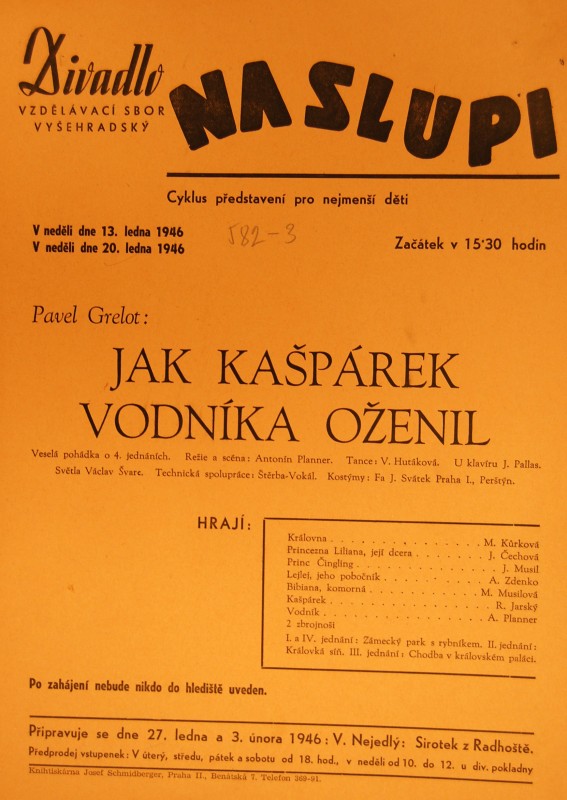 Divadlo
VZDĚLÁVACÍ SBOR
VYŠEHRADSKÝ
NA SLUPI
Cyklus představení pro nejmenší děti
V neděli dne 13. ledna 1946
V neděli dne 20. ledna 1946
582-3
Začátek v 15·30 hodin
Pavel Grelot:
JAK KAŠPÁREK
VODNÍKA OŽENIL
Veselá pohádka o 4. jednáních. Režie a scéna: Antonín Planner. Tance: V. Hutáková. U klavíru J. Pallas.
Světla Václav Švarc. Technická spolupráce: Štěrba-Vokál. Kostýmy: Fa J. Svátek Praha I., Perštýn.
HRAJÍ:
Královna . . . . . . . . . . . . . . . . M. Kůrková
Princezna Liliana, její dcera . . . . . . . J. Čechová
Princ Čingling . . . . . . . . . . . . . . J. Musil
Lejlej, jeho pobočník . . . . . . . . . . A. Zdenko
Bibiana, komorná . . . . . . . . . . . . M. Musilová
Kašpárek . . . . . . . . . . . . . . . . R. Jarský
Vodník . . . . . . . . . . . . . . . . . A. Planner
2 zbrojnoši
I. a IV. jednání: Zámecký park s rybníkem. II. jednání:
Královká síň. III. jednání: Chodba v královském paláci.
Po zahájení nebude nikdo do hlediště uveden.
Připravuje se dne 27. ledna a 3. února 1946: V. Nejedlý: Sirotek z Radhoště.
Předprodej vstupenek: V úterý, středu, pátek a sobotu od 18. hod., v neděli od 10. do 12. u div. pokladny
Knihtiskárna Josef Schmidberger, Praha II., Benátská 7. Telefon 369-91.